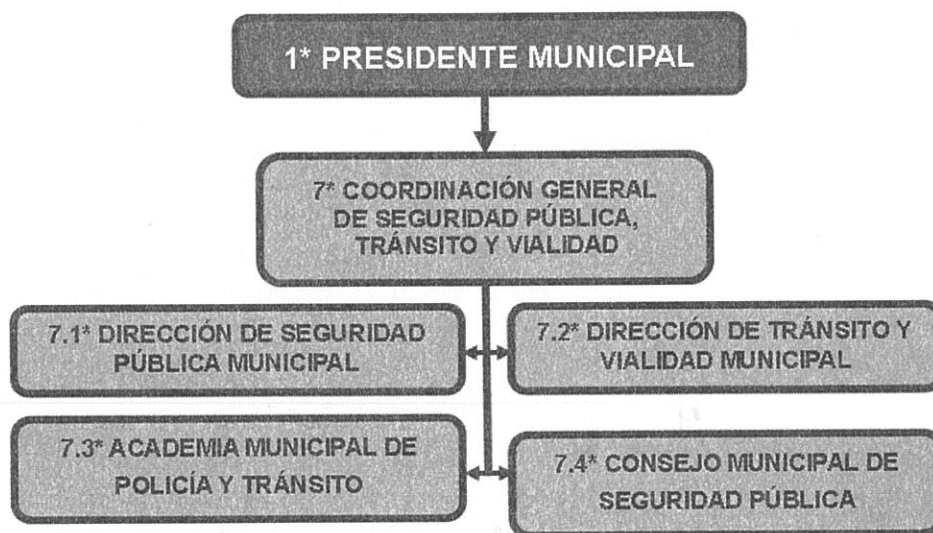 1* PRESIDENTE MUNICIPAL
7* COORDINACIÓN GENERAL
DE SEGURIDAD PÚBLICA,
TRÁNSITO Y VIALIDAD
7.1* DIRECCIÓN DE SEGURIDAD
PÚBLICA MUNICIPAL
7.2* DIRECCIÓN DE TRÁNSITO Y
VIALIDAD MUNICIPAL
7.3* ACADEMIA MUNICIPAL DE
POLICÍA Y TRÁNSITO
7.4* CONSEJO MUNICIPAL DE
SEGURIDAD PÚBLICA